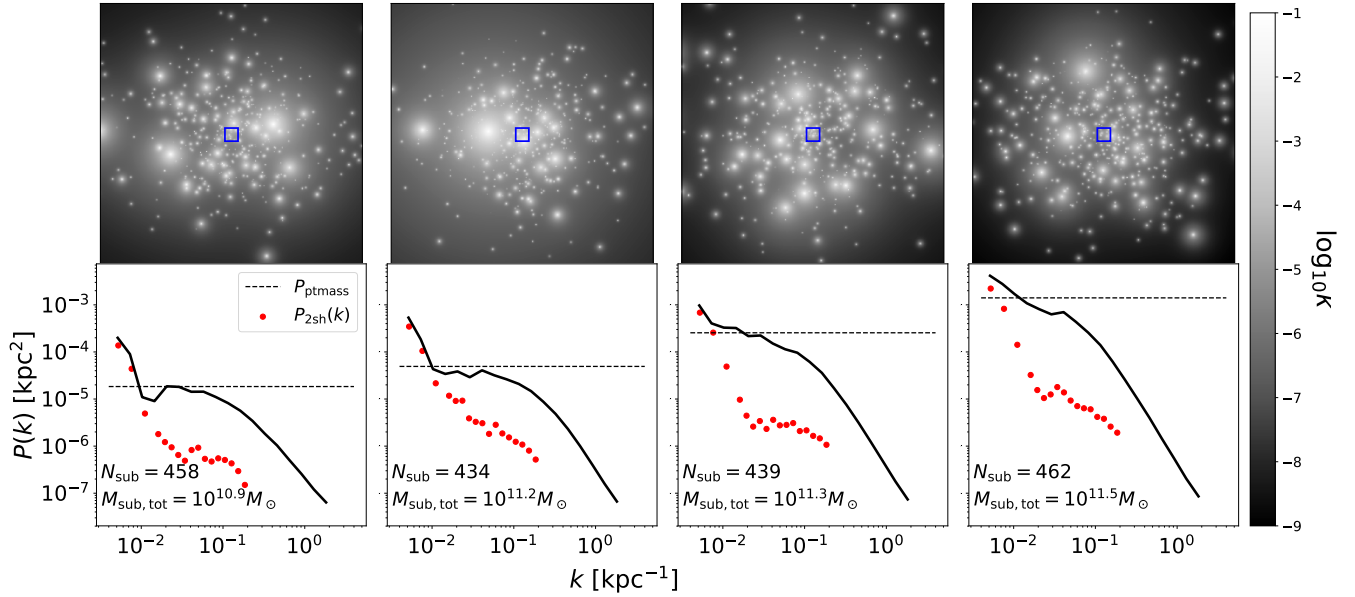 −1
−2
−3
−4
−5
−6
−7
−8
−9
log₁₀K
P(k) [kpc²]
10⁻³
10⁻⁴
10⁻⁵
10⁻⁶
10⁻⁷
P_ptmass
P_2sh(k)
N_sub = 458
M_sub, tot = 10^10.9 M_⊙
N_sub = 434
M_sub, tot = 10^11.2 M_⊙
N_sub = 439
M_sub, tot = 10^11.3 M_⊙
N_sub = 462
M_sub, tot = 10^11.5 M_⊙
10⁻² 10⁻¹ 10⁰
10⁻² 10⁻¹ 10⁰
10⁻² 10⁻¹ 10⁰
10⁻² 10⁻¹ 10⁰
k [kpc⁻¹]